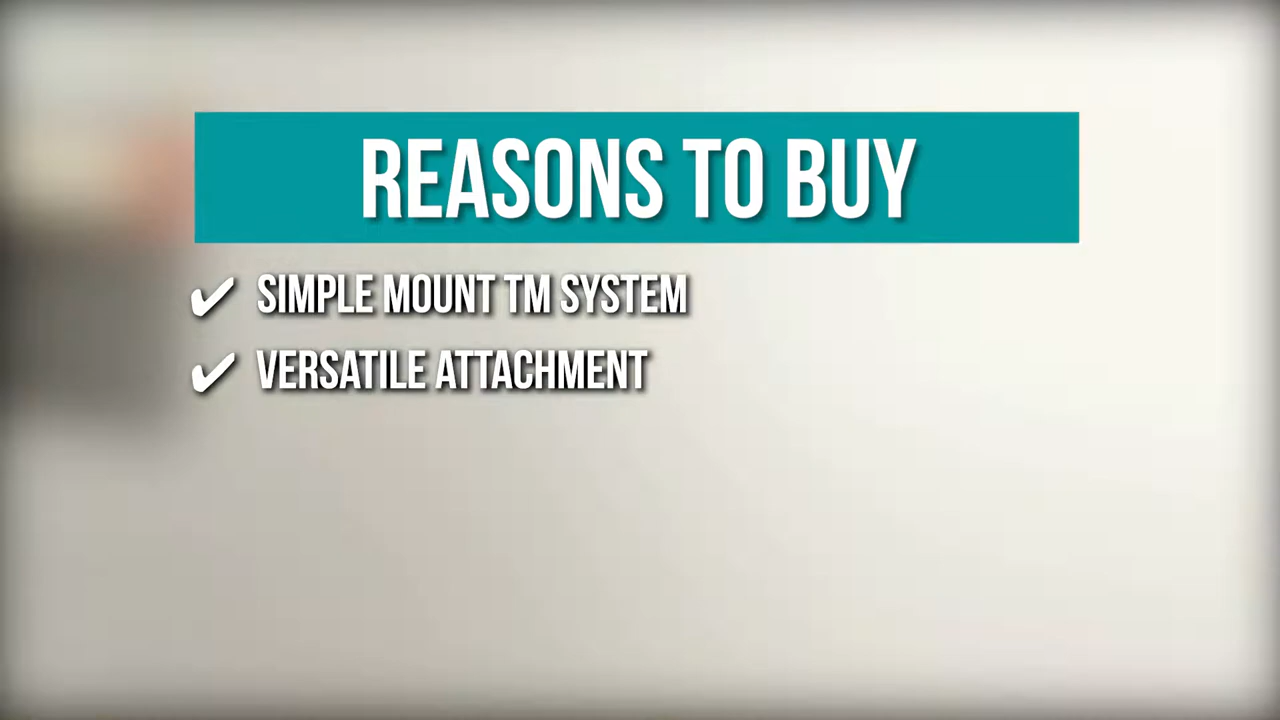 REASONS TO BUY
✔ SIMPLE MOUNT TM SYSTEM
✔ VERSATILE ATTACHMENT